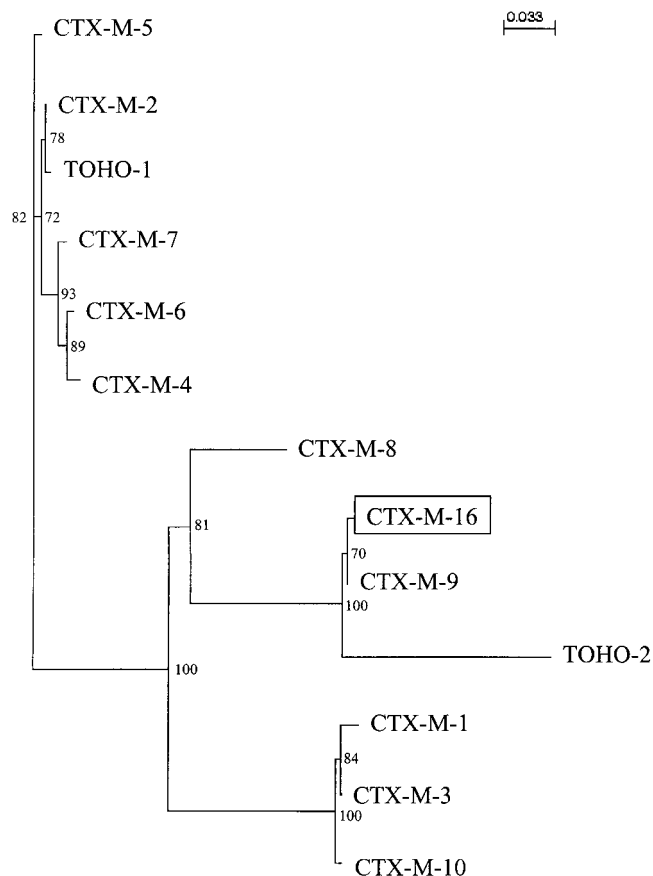 0.033
CTX-M-5
CTX-M-2
78
TOHO-1
82 72
CTX-M-7
93
CTX-M-6
89
CTX-M-4
CTX-M-8
CTX-M-16
81
70
CTX-M-9
100
TOHO-2
100
CTX-M-1
84
CTX-M-3
100
CTX-M-10